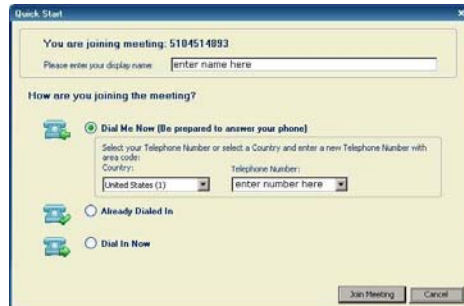 Quick Start
You are joining meeting: 5104514893
Please enter your display name: enter name here
How are you joining the meeting?
Dial Me Now (Be prepared to answer your phone)
Select your Telephone Number or select a Country and enter a new Telephone Number with
area code:
Country: Telephone Number:
United States (1) enter number here
Already Dialed In
Dial In Now
Join Meeting Cancel